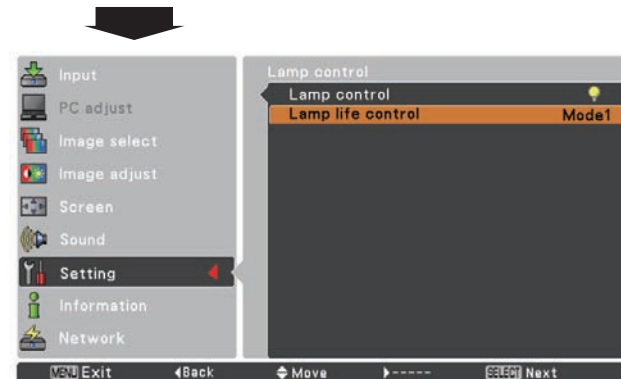 Input
PC adjust
Image select
Image adjust
Screen
Sound
Setting
Information
Network
Lamp control
Lamp control
Lamp life control Mode1
MENU Exit ◀Back Move ▶----- SELECT Next